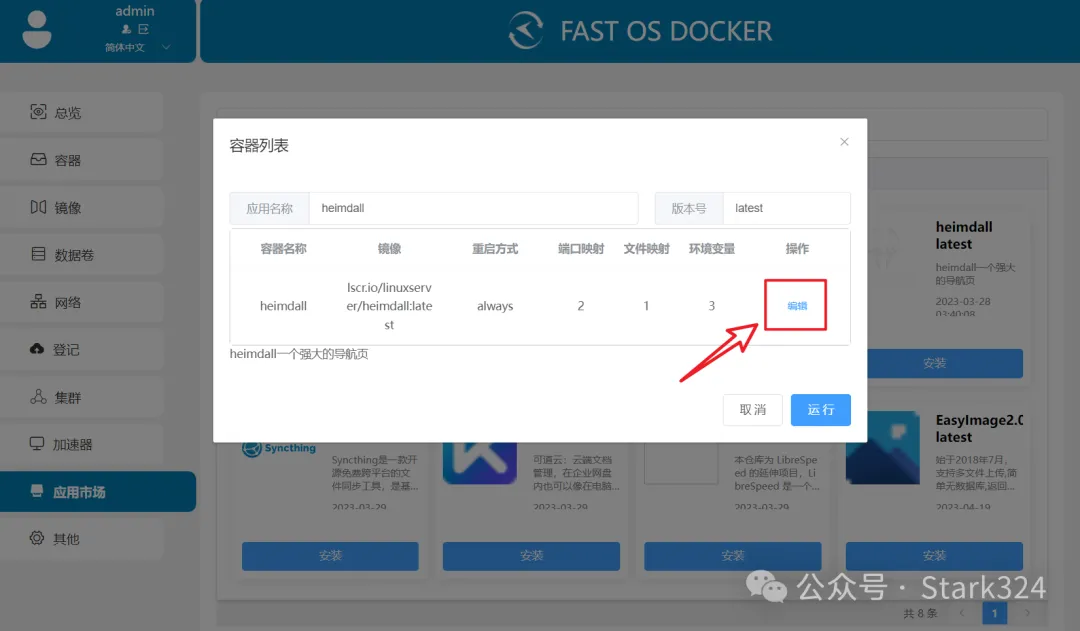 admin
简体中文
FAST OS DOCKER
总览
容器
镜像
数据卷
网络
登记
集群
加速器
应用市场
其他
容器列表
应用名称
heimdall
版本号
latest
容器名称
镜像
重启方式
端口映射
文件映射
环境变量
操作
heimdall
lscr.io/linuxserv
er/heimdall:late
st
always
2
1
3
编辑
heimdall一个强大的导航页
取消
运行
heimdall
latest
heimdall一个强大
的导航页
2023-03-28
03:40:08
安装
Syncthing
Syncthing是一款开
源免费跨平台的文
件同步工具，是基...
2023-03-29
安装
可道云：云端文档
管理，在企业网盘
内也可以像在电脑...
2023-03-29
安装
本仓库为 LibreSpe
ed 的延伸项目，Li
breSpeed 是一个...
2023-03-29
安装
EasyImage2.0
latest
始于2018年7月，
支持多文件上传,简
单无数据库,返回...
2023-04-19
安装
共 8 条
1
公众号 · Stark324